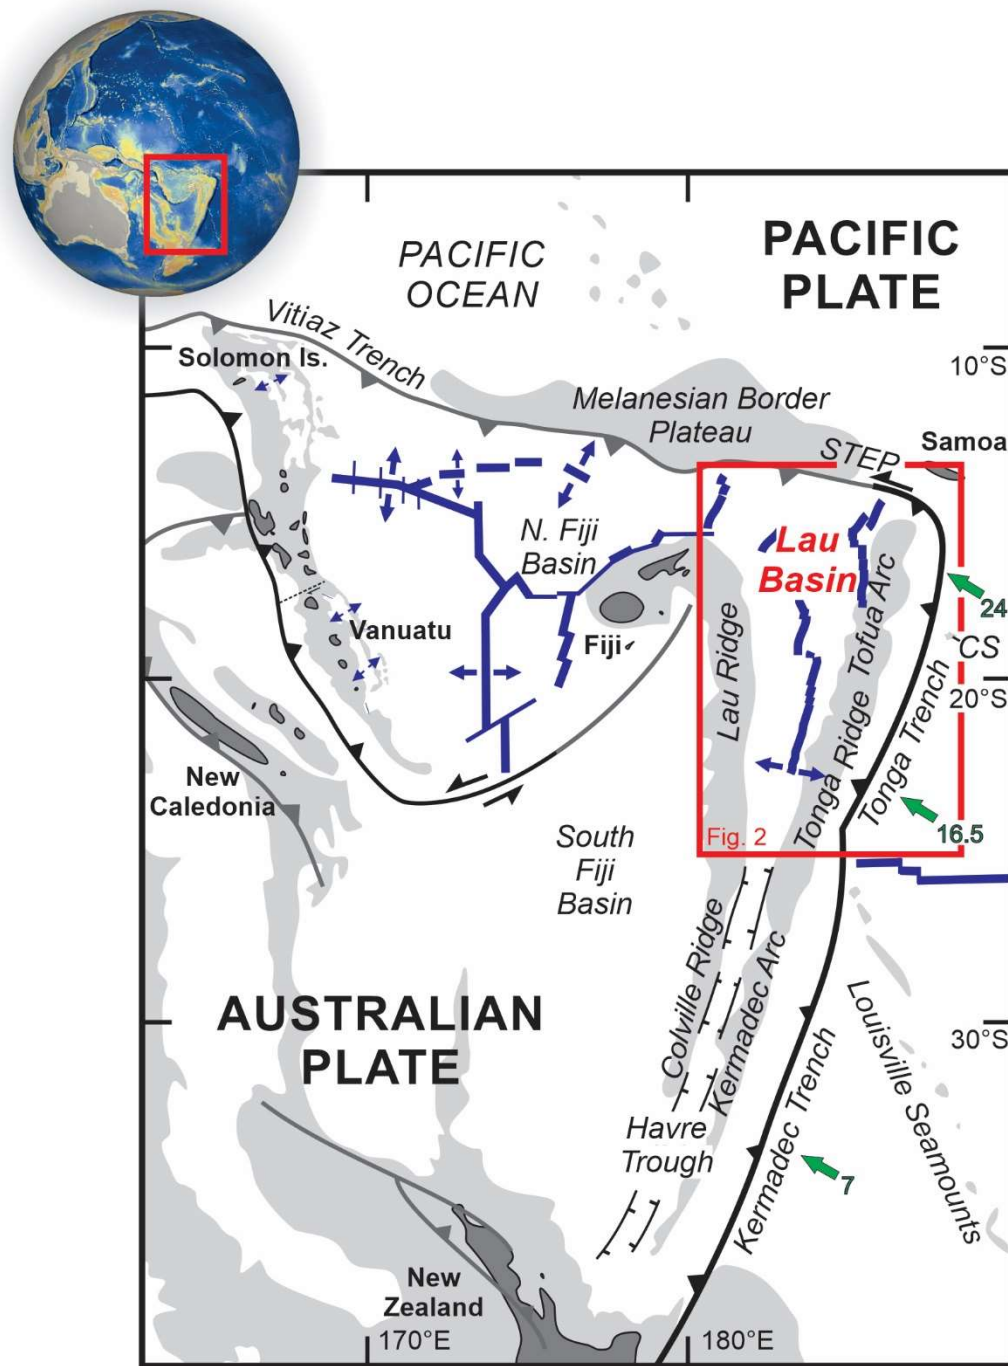 PACIFIC
OCEAN
PACIFIC
PLATE
Vitiaz Trench
Solomon Is.
10°S
Melanesian Border
Plateau
STEP
Samoa
N. Fiji
Basin
Lau
Basin
24
Vanuatu
Fiji
Lau Ridge
Tonga Ridge
Tofua Arc
Tonga Trench
CS
20°S
New
Caledonia
16.5
Fig. 2
South
Fiji
Basin
AUSTRALIAN
PLATE
Colville Ridge
Kermadec Arc
30°S
Louisville Seamounts
Havre
Trough
Kermadec Trench
7
New
Zealand
170°E
180°E